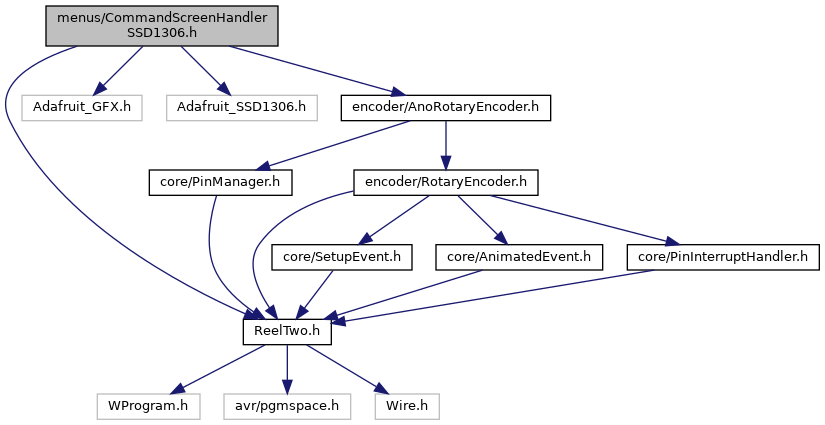 menus/CommandScreenHandler
SSD1306.h
Adafruit_GFX.h
Adafruit_SSD1306.h
encoder/AnoRotaryEncoder.h
core/PinManager.h
encoder/RotaryEncoder.h
core/SetupEvent.h
core/AnimatedEvent.h
core/PinInterruptHandler.h
ReelTwo.h
WProgram.h
avr/pgmspace.h
Wire.h